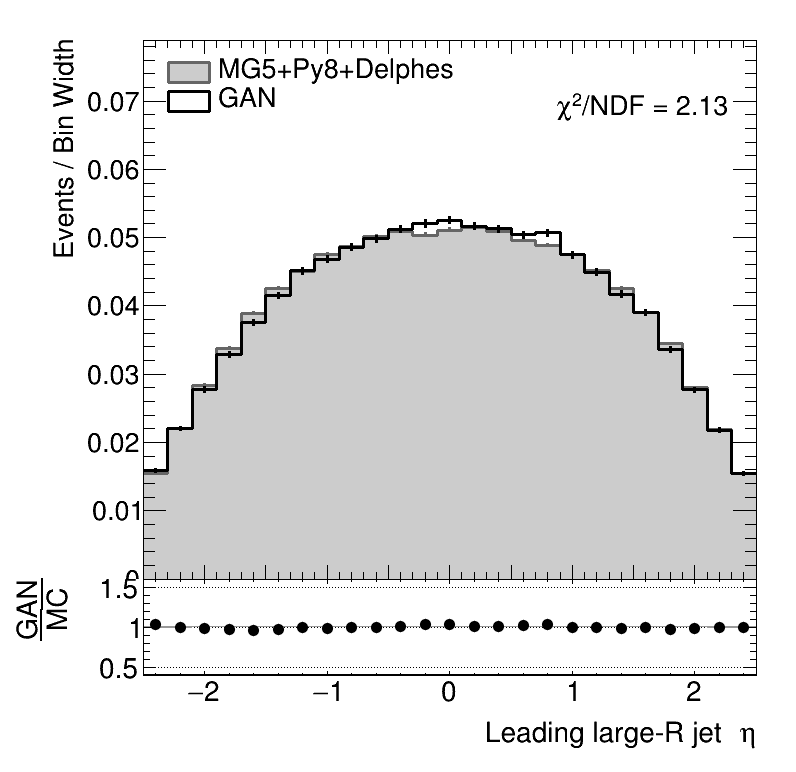 MG5+Py8+Delphes
GAN
χ²/NDF = 2.13
Events / Bin Width
0.07
0.06
0.05
0.04
0.03
0.02
0.01
0
1.5
1
0.5
GAN
MC
−2 −1 0 1 2
Leading large-R jet η